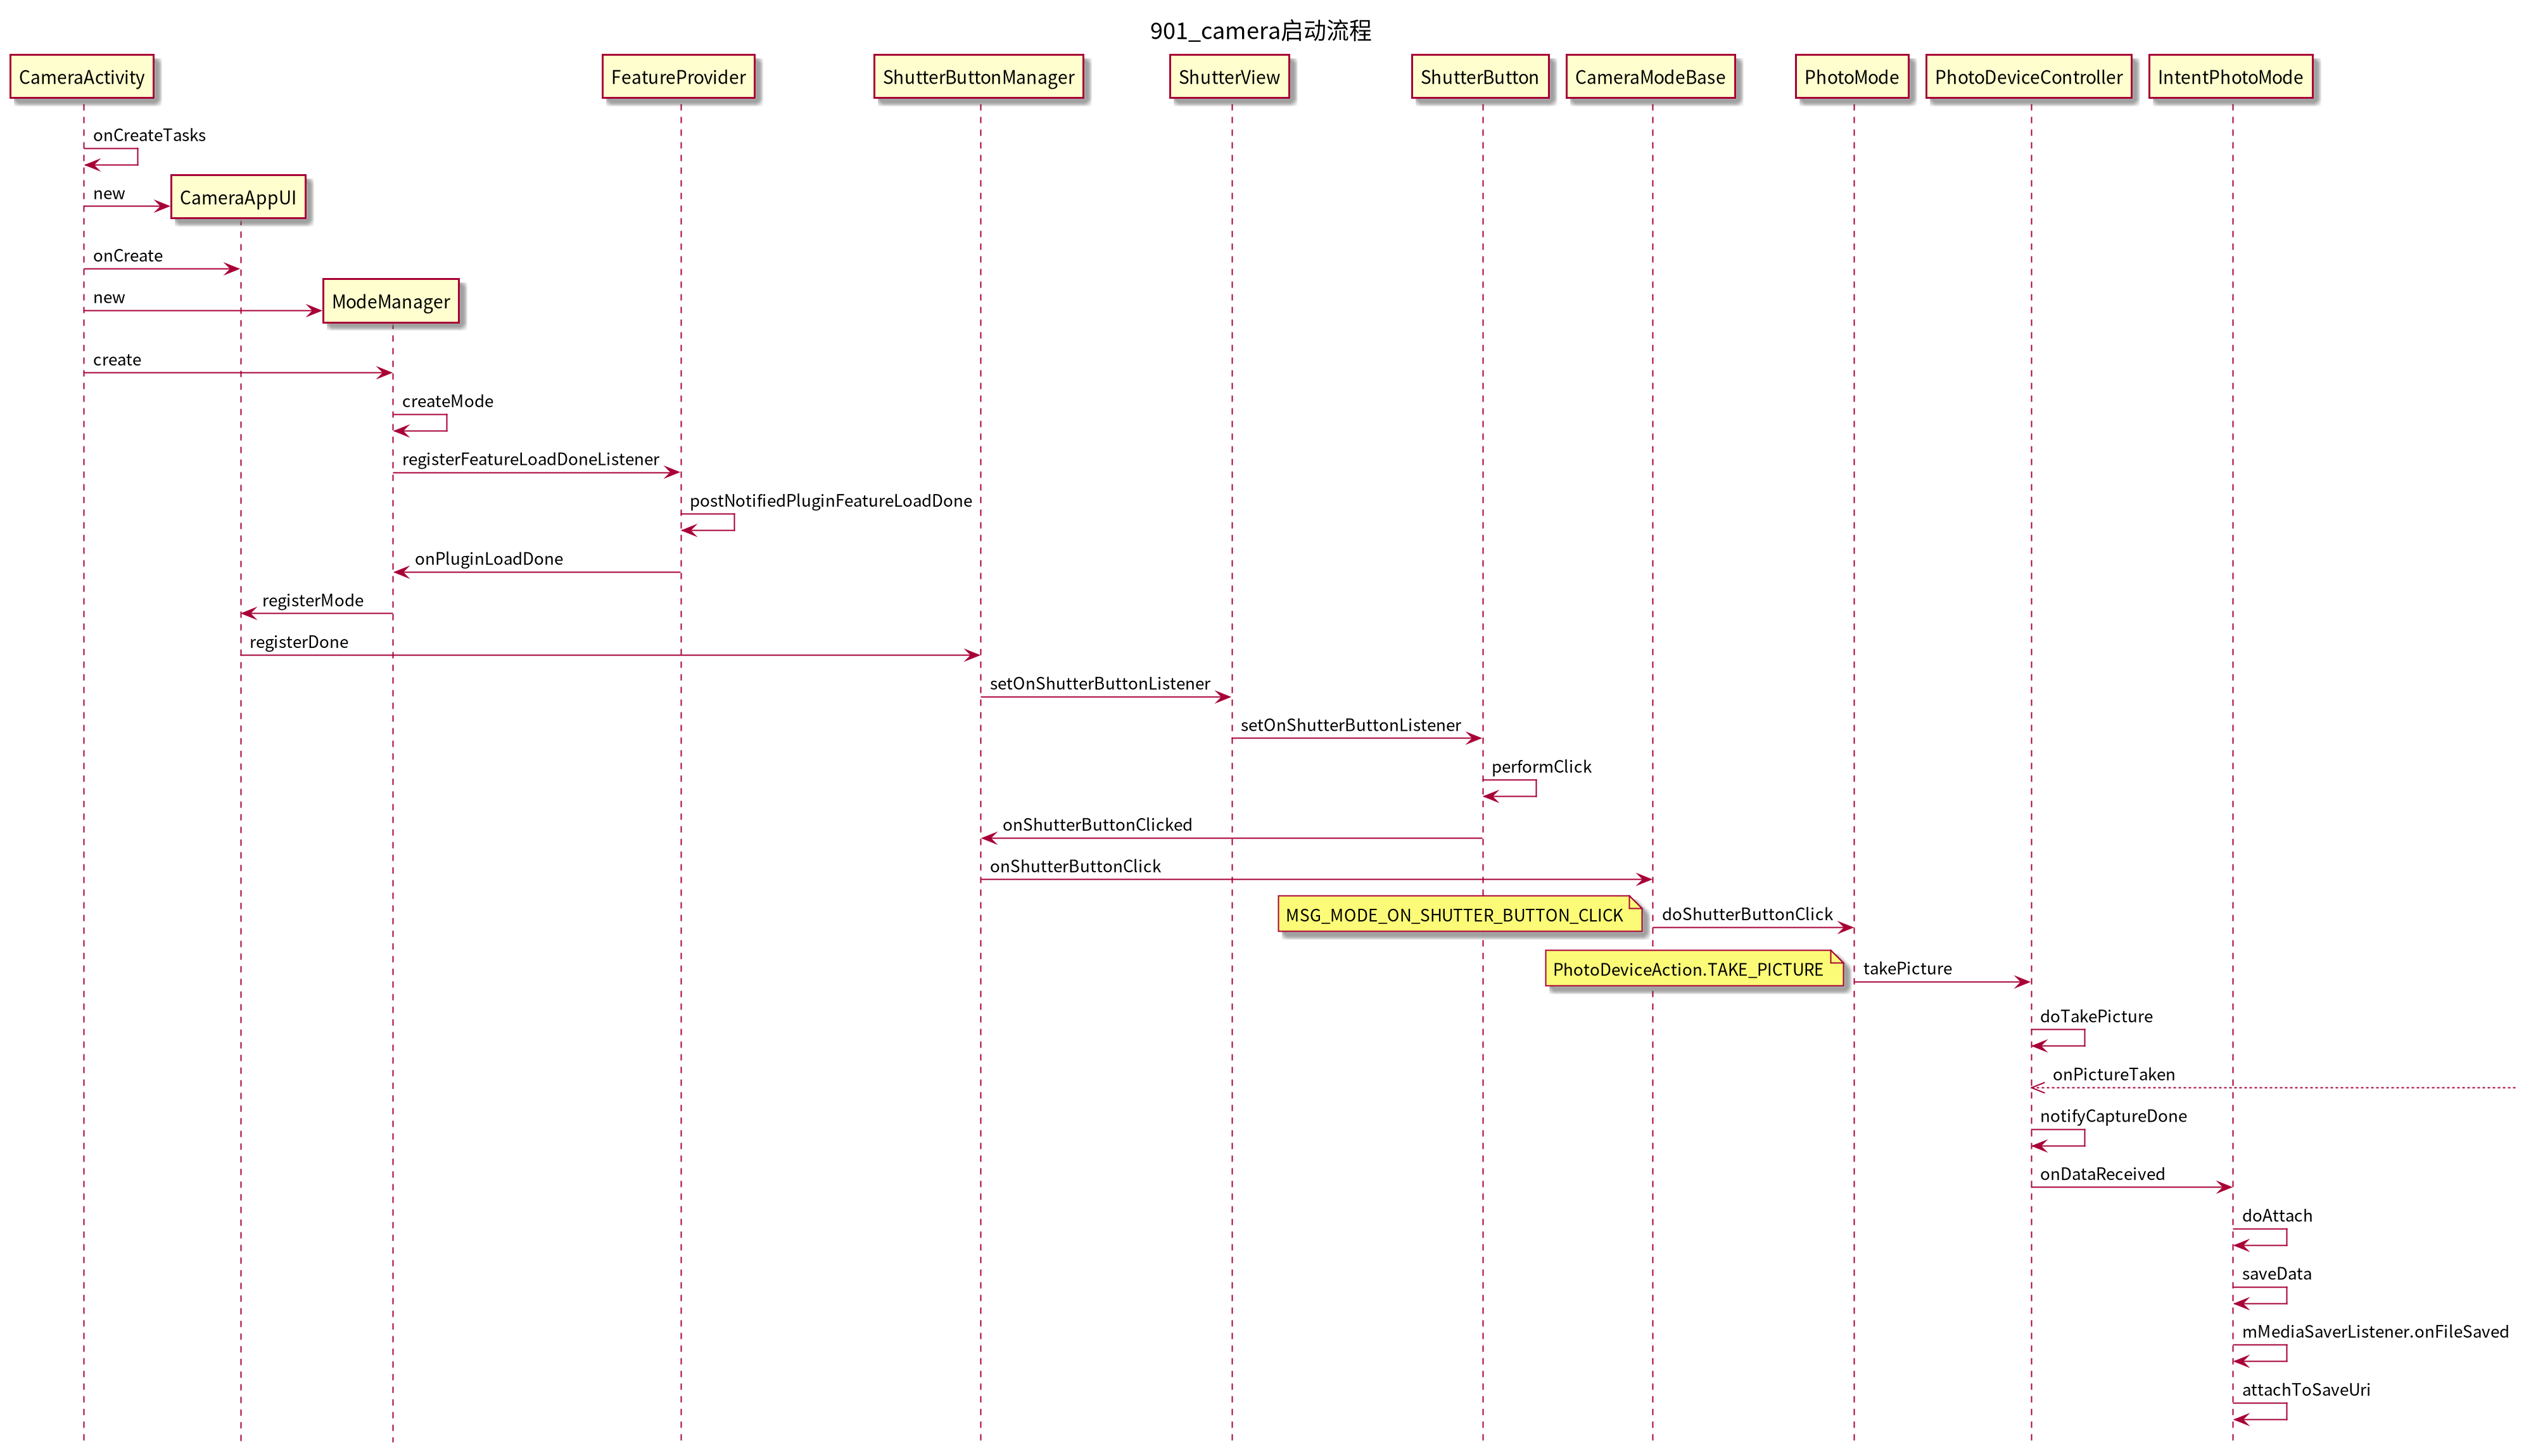 901_camera启动流程
CameraActivity
FeatureProvider
ShutterButtonManager
ShutterView
ShutterButton
CameraModeBase
PhotoMode
PhotoDeviceController
IntentPhotoMode
onCreateTasks
new
CameraAppUI
onCreate
new
ModeManager
create
createMode
registerFeatureLoadDoneListener
postNotifiedPluginFeatureLoadDone
onPluginLoadDone
registerMode
registerDone
setOnShutterButtonListener
setOnShutterButtonListener
performClick
onShutterButtonClicked
onShutterButtonClick
MSG_MODE_ON_SHUTTER_BUTTON_CLICK
doShutterButtonClick
PhotoDeviceAction.TAKE_PICTURE
takePicture
doTakePicture
onPictureTaken
notifyCaptureDone
onDataReceived
doAttach
saveData
mMediaSaverListener.onFileSaved
attachToSaveUri